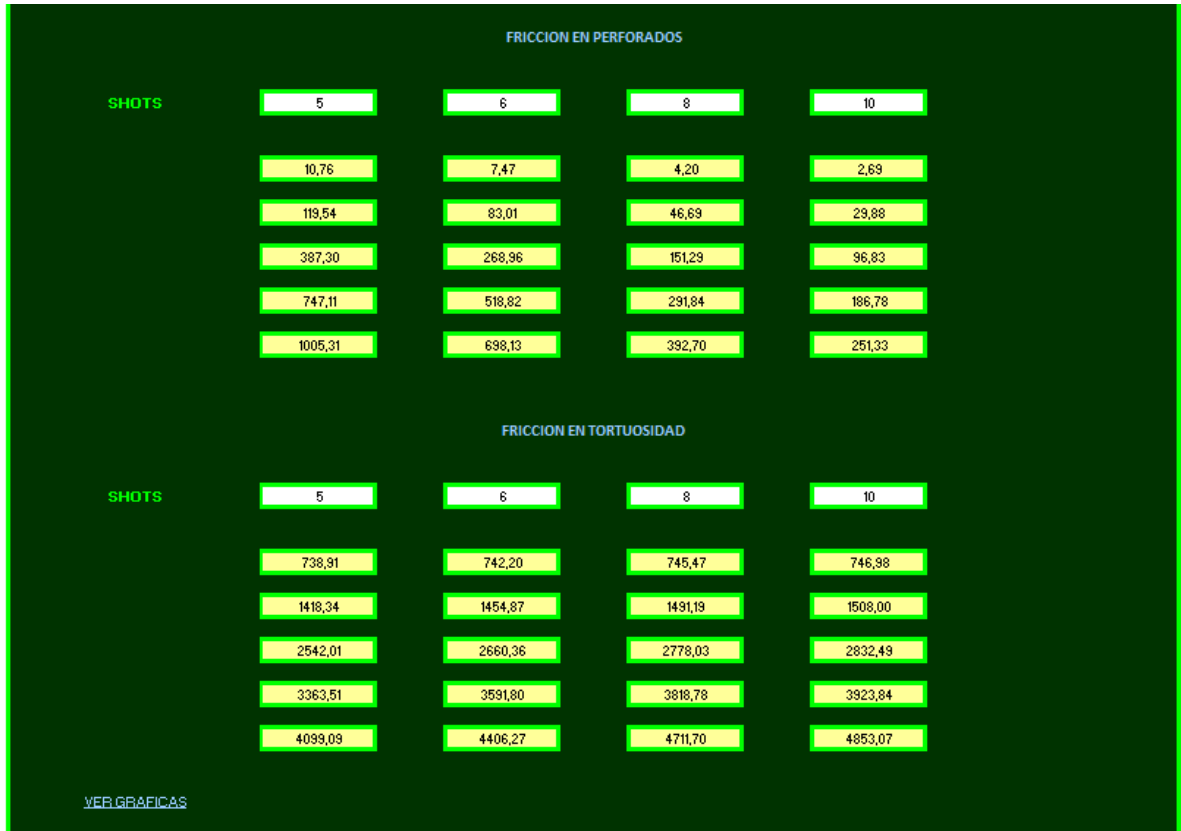 FRICCION EN PERFORADOS
SHOTS 5 6 8 10
10,76 7,47 4,20 2,69
119,54 83,01 46,69 29,88
387,30 268,96 151,29 96,83
747,11 518,82 291,84 186,78
1005,31 698,13 392,70 251,33
FRICCION EN TORTUOSIDAD
SHOTS 5 6 8 10
738,91 742,20 745,47 746,98
1418,34 1454,87 1491,19 1508,00
2542,01 2660,36 2778,03 2832,49
3363,51 3591,80 3818,78 3923,84
4099,09 4406,27 4711,70 4853,07
VER GRAFICAS